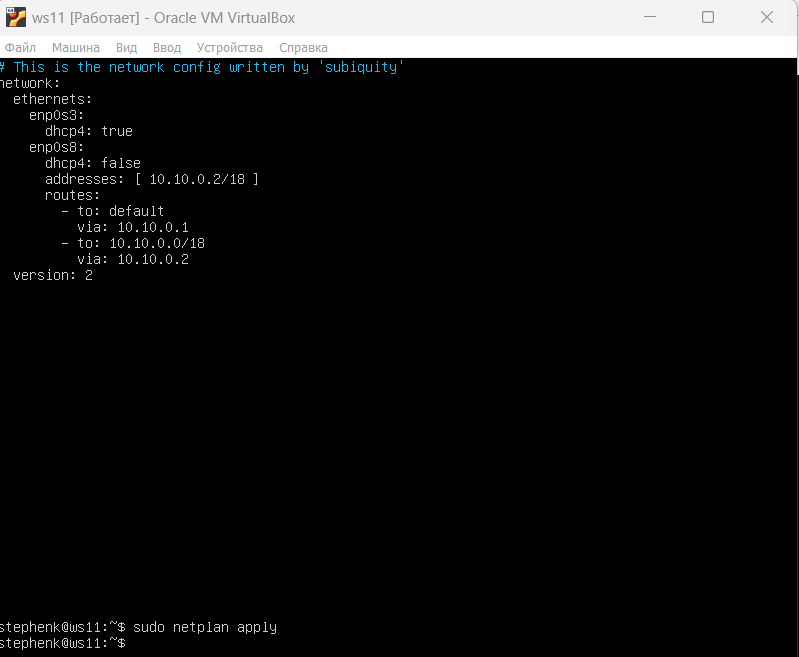 ws11 [Работает] - Oracle VM VirtualBox
Файл Машина Вид Ввод Устройства Справка
# This is the network config written by 'subiquity'
network:
  ethernets:
    enp0s3:
      dhcp4: true
    enp0s8:
      dhcp4: false
      addresses: [ 10.10.0.2/18 ]
      routes:
        - to: default
          via: 10.10.0.1
        - to: 10.10.0.0/18
          via: 10.10.0.2
  version: 2
stephenk@ws11:~$ sudo netplan apply
stephenk@ws11:~$